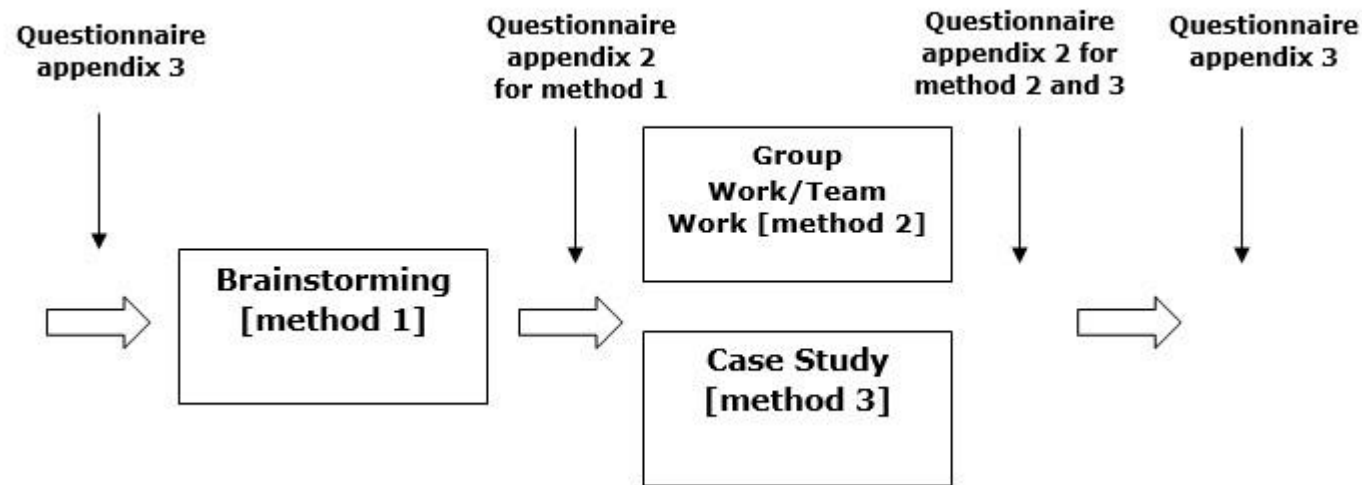 Questionnaire
appendix 3
Questionnaire
appendix 2
for method 1
Questionnaire
appendix 2 for
method 2 and 3
Questionnaire
appendix 3
Brainstorming
[method 1]
Group
Work/Team
Work [method 2]
Case Study
[method 3]